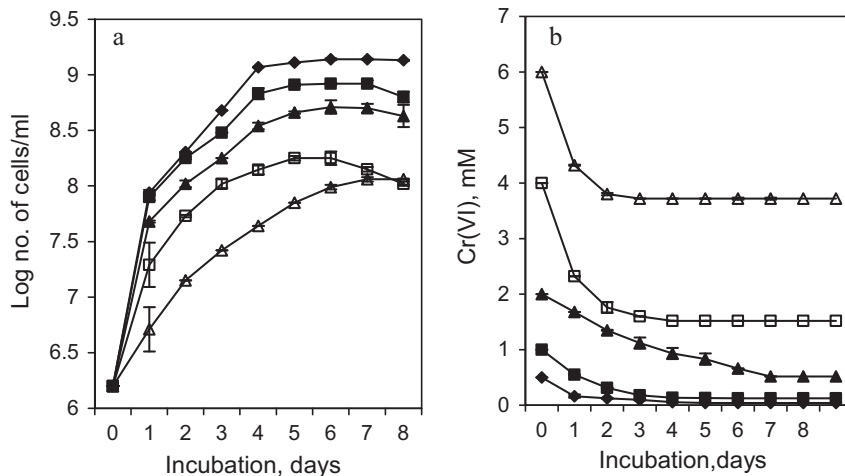 a
9.5
9
8.5
8
7.5
7
6.5
6
Log no. of cells/ml
0 1 2 3 4 5 6 7 8
Incubation, days
b
7
6
5
4
3
2
1
0
Cr(VI), mM
0 1 2 3 4 5 6 7 8
Incubation,days